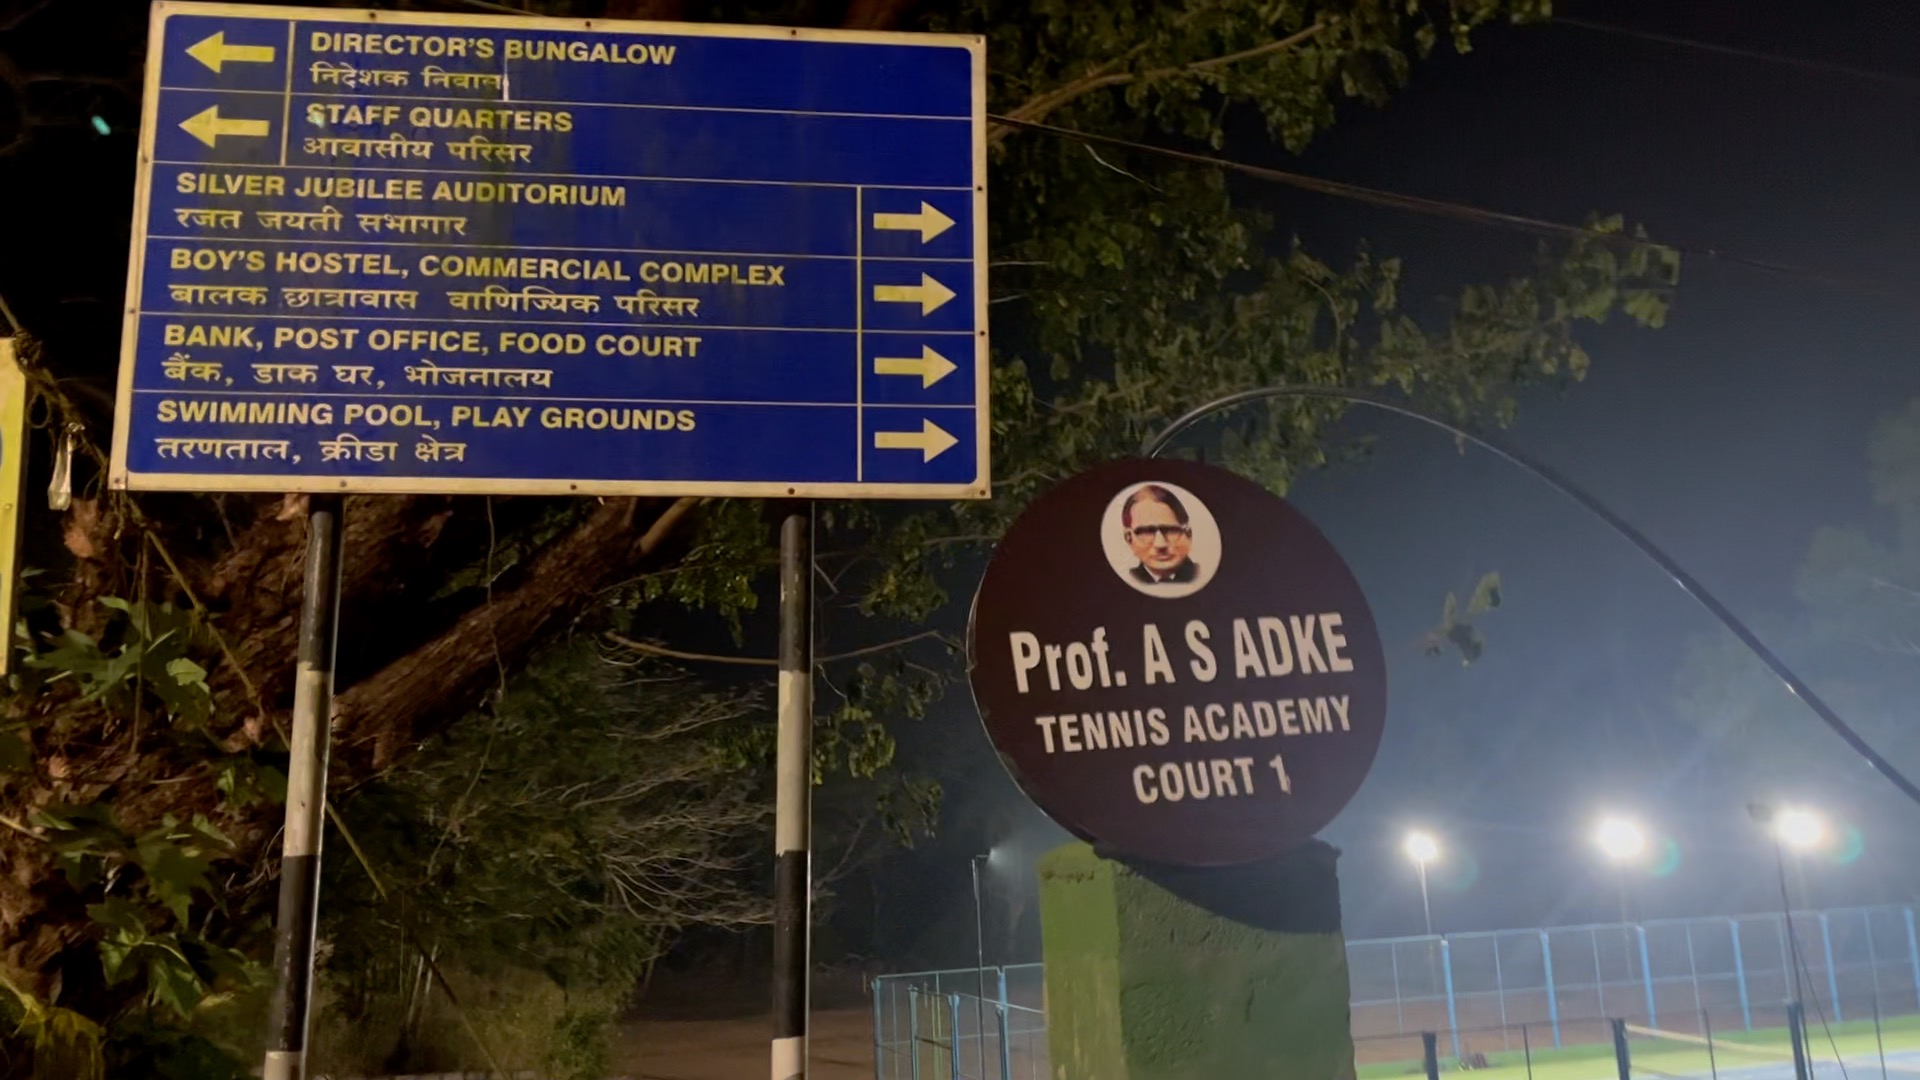 DIRECTOR'S BUNGALOW
निदेशक निवास
STAFF QUARTERS
आवासीय परिसर
SILVER JUBILEE AUDITORIUM
रजत जयती सभागार
BOY'S HOSTEL, COMMERCIAL COMPLEX
बालक छात्रावास वाणिज्यिक परिसर
BANK, POST OFFICE, FOOD COURT
बैंक, डाक घर, भोजनालय
SWIMMING POOL, PLAY GROUNDS
तरणताल, क्रीडा क्षेत्र
Prof. A S ADKE
TENNIS ACADEMY
COURT 1